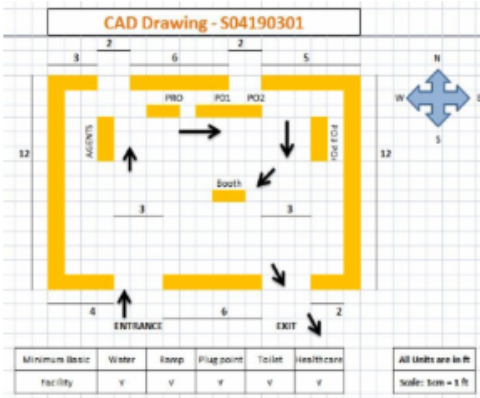 CAD Drawing - S04190301
2 2
3 6 5
N
W E
S
PRO PO1 PO2
AGENTS
12 12
Booth
3 3
4 6 2
ENTRANCE EXIT
Minimum Basic Water Ramp Plug point Toilet Healthcare
Facility √ √ √ √ √
All Units are in ft
Scale: 1cm = 1 ft